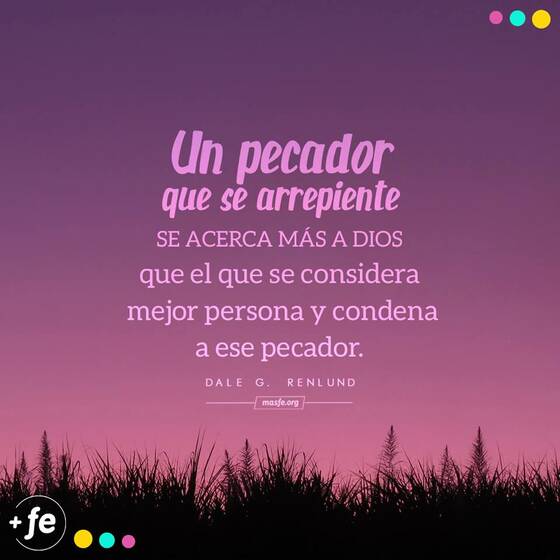 Un pecador
que se arrepiente
SE ACERCA MÁS A DIOS
que el que se considera
mejor persona y condena
a ese pecador.
DALE G. RENLUND
masfe.org
+fe